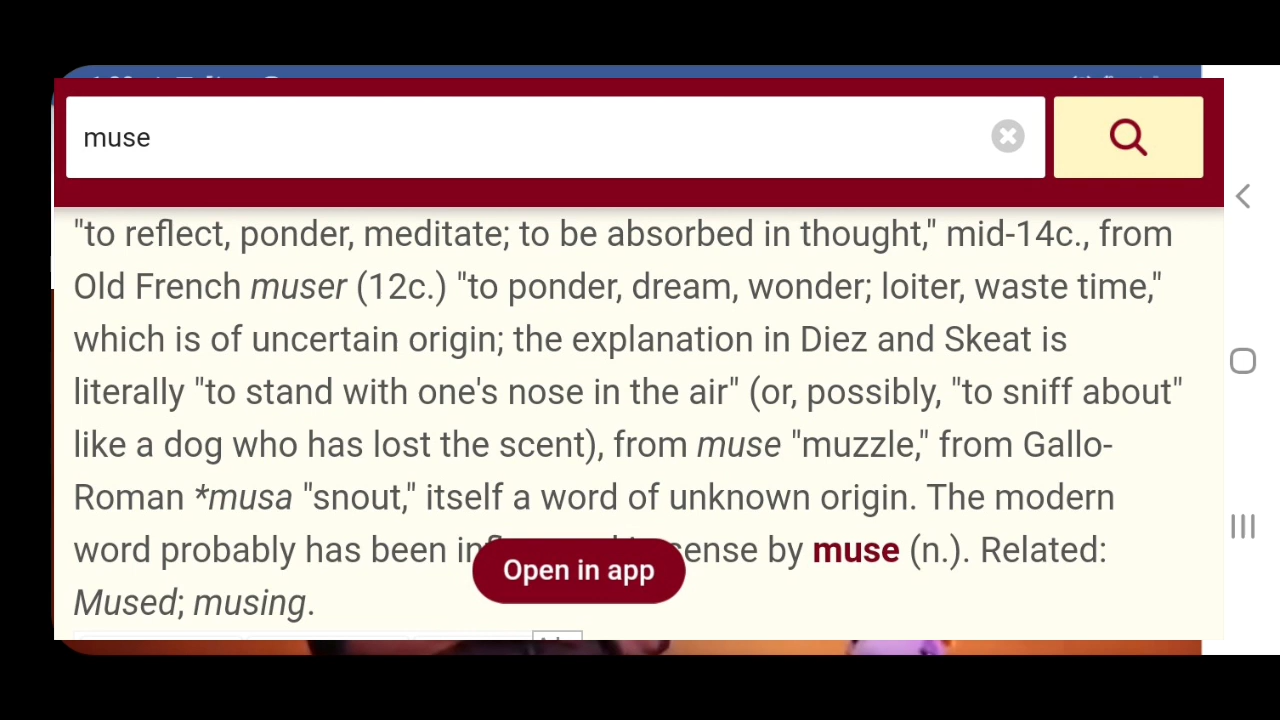 muse
"to reflect, ponder, meditate; to be absorbed in thought," mid-14c., from
Old French muser (12c.) "to ponder, dream, wonder; loiter, waste time,"
which is of uncertain origin; the explanation in Diez and Skeat is
literally "to stand with one's nose in the air" (or, possibly, "to sniff about"
like a dog who has lost the scent), from muse "muzzle," from Gallo-
Roman *musa "snout," itself a word of unknown origin. The modern
word probably has been sense by muse (n.). Related:
Open in app
Mused; musing.